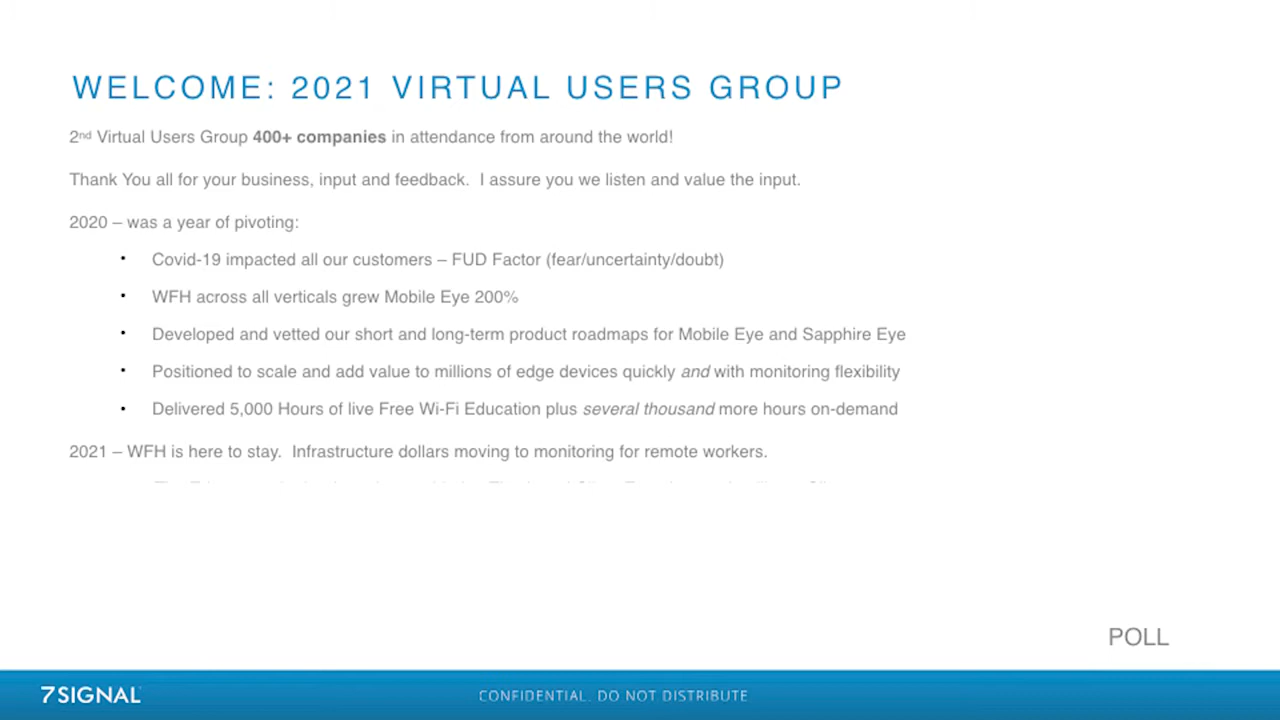 WELCOME: 2021 VIRTUAL USERS GROUP
2nd Virtual Users Group 400+ companies in attendance from around the world!
Thank You all for your business, input and feedback.  I assure you we listen and value the input.
2020 – was a year of pivoting:
• Covid-19 impacted all our customers – FUD Factor (fear/uncertainty/doubt)
• WFH across all verticals grew Mobile Eye 200%
• Developed and vetted our short and long-term product roadmaps for Mobile Eye and Sapphire Eye
• Positioned to scale and add value to millions of edge devices quickly and with monitoring flexibility
• Delivered 5,000 Hours of live Free Wi-Fi Education plus several thousand more hours on-demand
2021 – WFH is here to stay.  Infrastructure dollars moving to monitoring for remote workers.
POLL
7SIGNAL
CONFIDENTIAL. DO NOT DISTRIBUTE